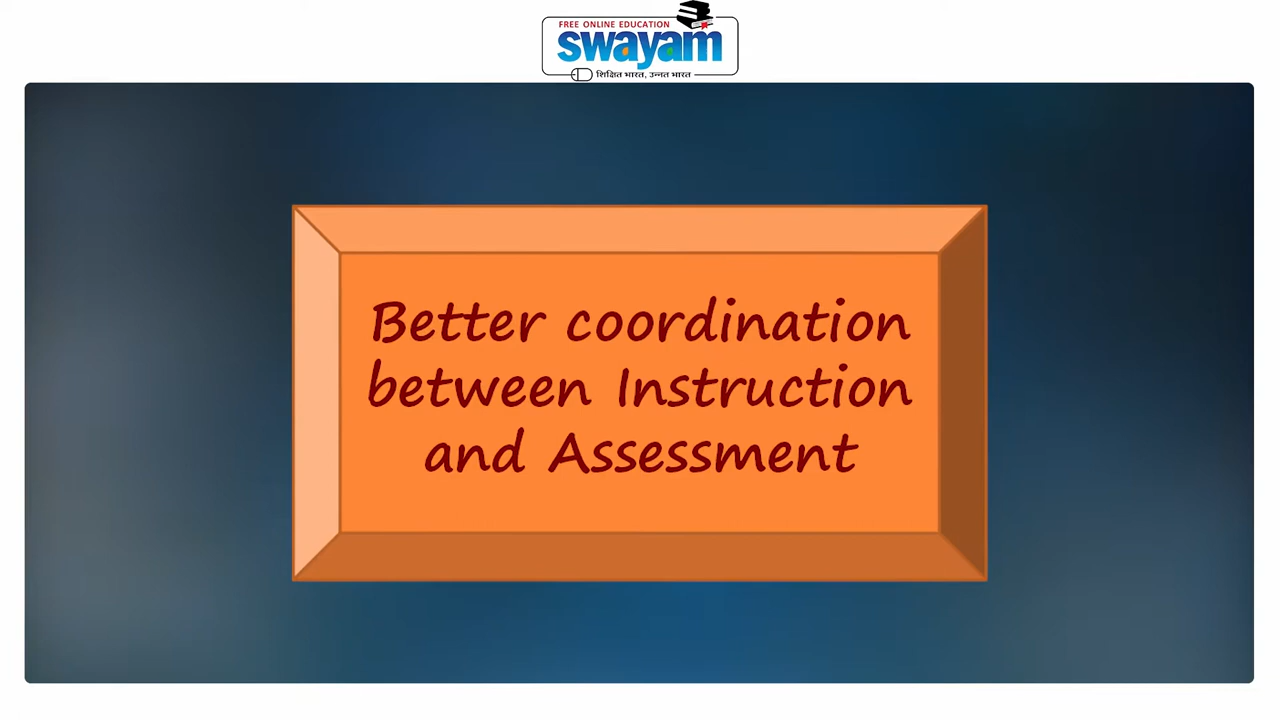 FREE ONLINE EDUCATION
swayam
शिक्षित भारत, उन्नत भारत
Better coordination
between Instruction
and Assessment